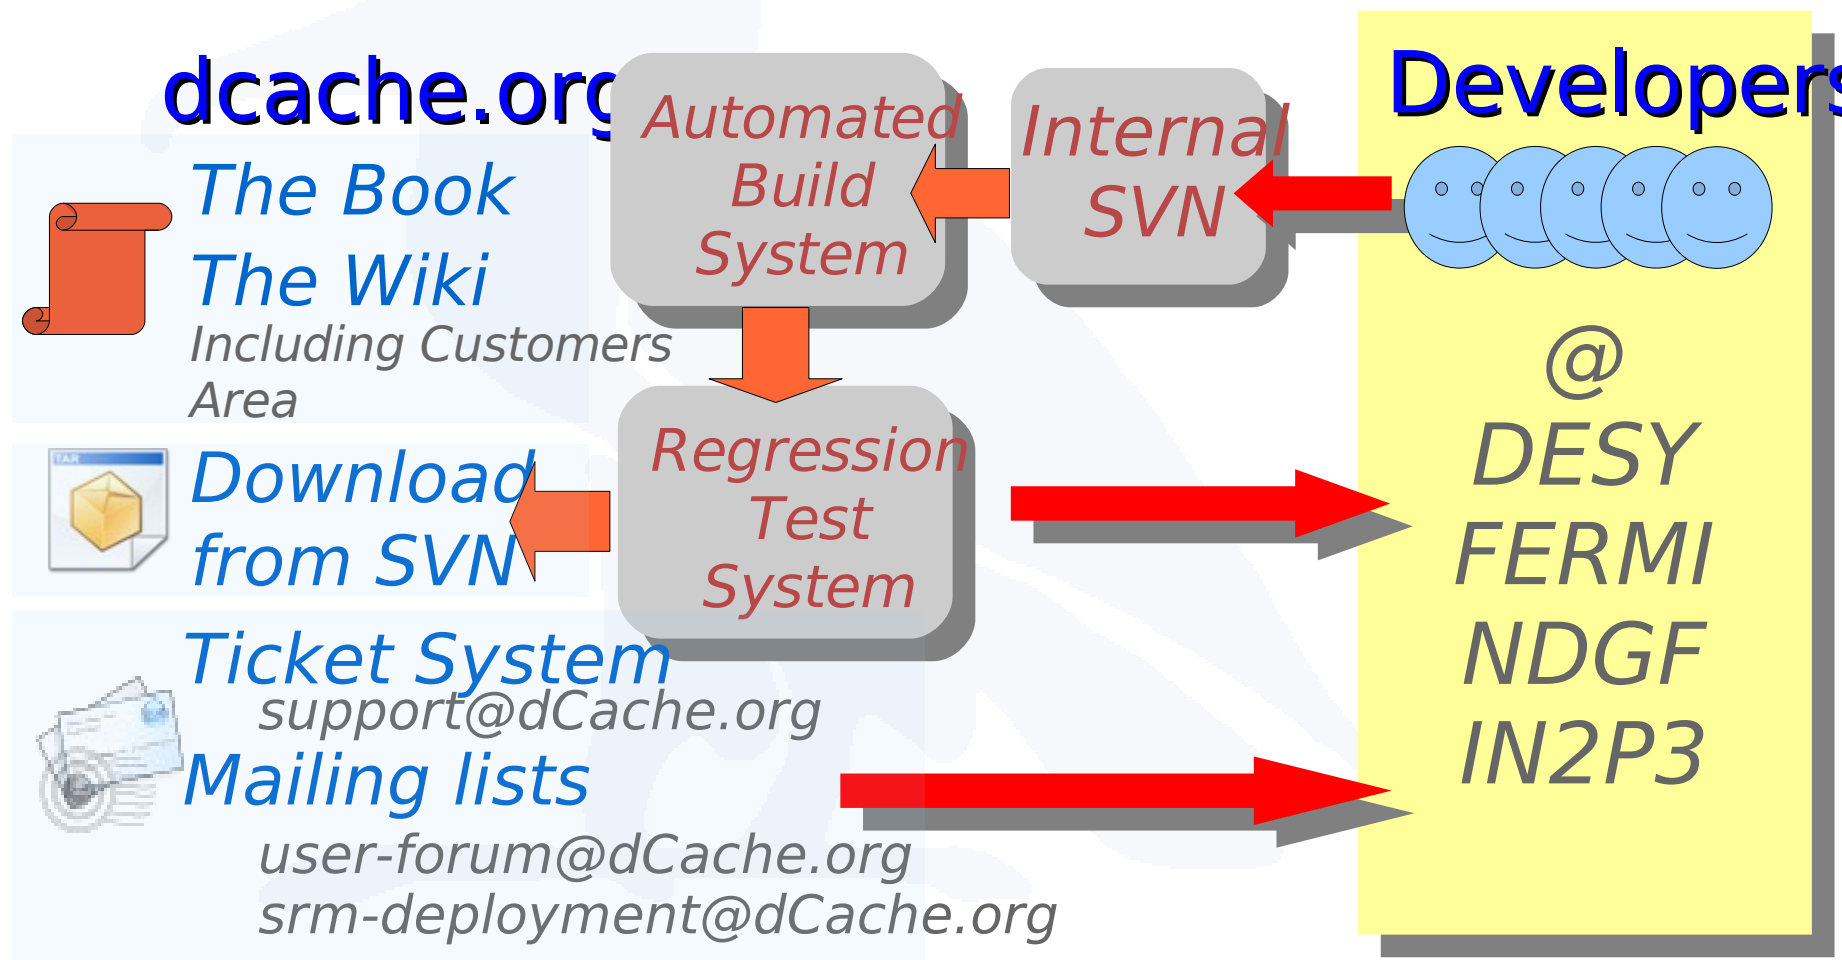 dcache.org
The Book
The Wiki
Including Customers
Area
TAR
Download
from SVN
Ticket System
support@dCache.org
Mailing lists
user-forum@dCache.org
srm-deployment@dCache.org
Automated
Build
System
Regression
Test
System
Internal
SVN
Developers
@
DESY
FERMI
NDGF
IN2P3